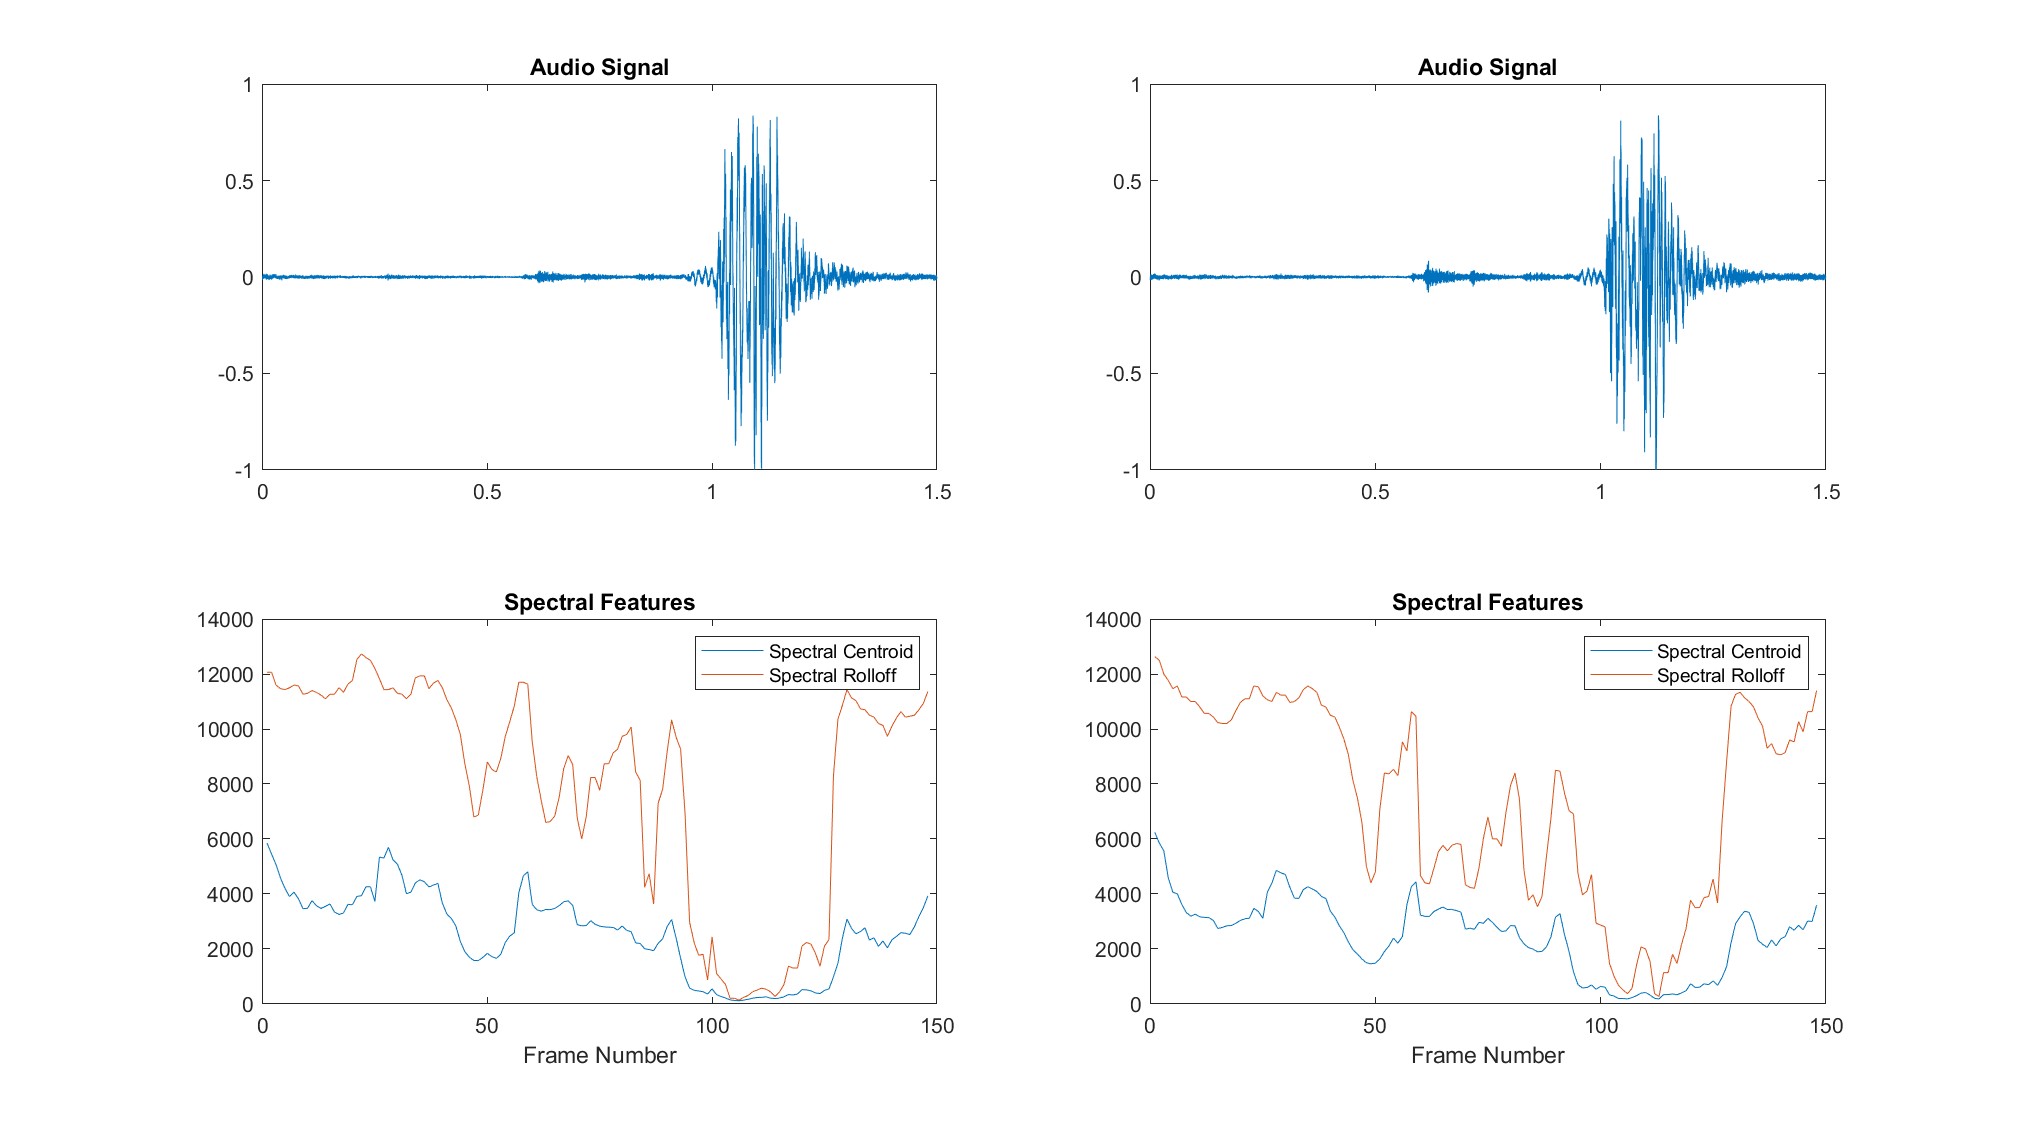 Audio Signal
1
0.5
0
-0.5
-1
0 0.5 1 1.5
Audio Signal
1
0.5
0
-0.5
-1
0 0.5 1 1.5
Spectral Features
14000
12000
10000
8000
6000
4000
2000
0
Spectral Centroid
Spectral Rolloff
0 50 100 150
Frame Number
Spectral Features
14000
12000
10000
8000
6000
4000
2000
0
Spectral Centroid
Spectral Rolloff
0 50 100 150
Frame Number